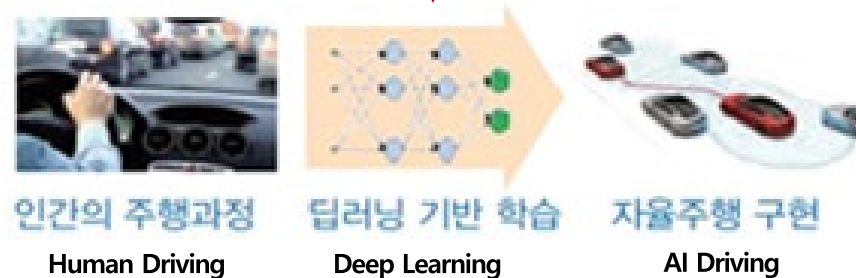 인간의 주행과정
딥러닝 기반 학습
자율주행 구현
Human Driving
Deep Learning
AI Driving